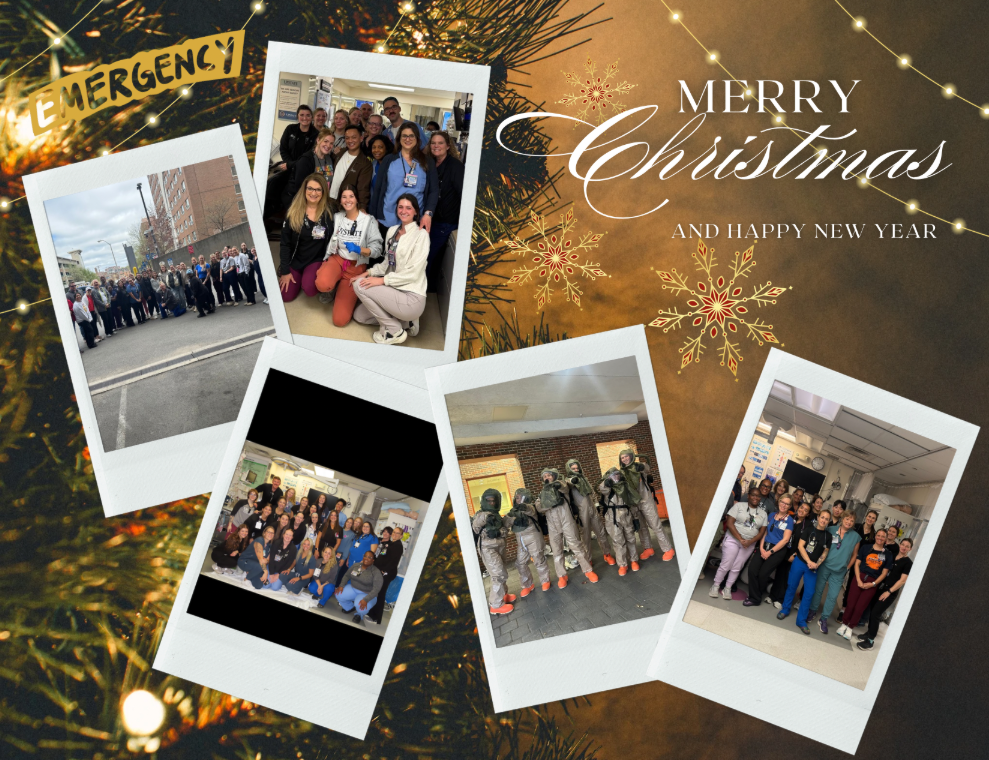 EMERGENCY
MERRY
Christmas
AND HAPPY NEW YEAR